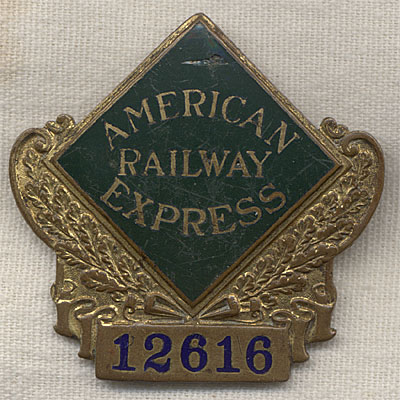 AMERICAN
RAILWAY
EXPRESS
12616